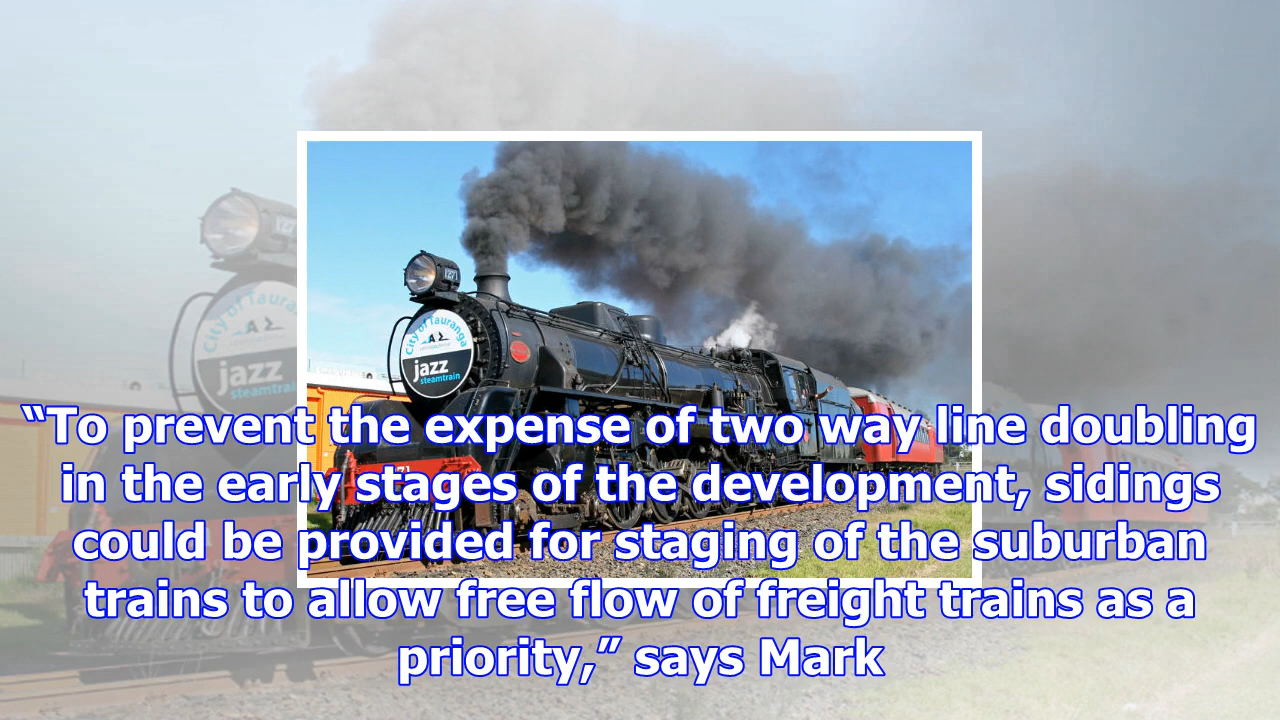 1271
City of Tauranga
jazz
steamtrain
“To prevent the expense of two way line doubling
in the early stages of the development, sidings
could be provided for staging of the suburban
trains to allow free flow of freight trains as a
priority,” says Mark